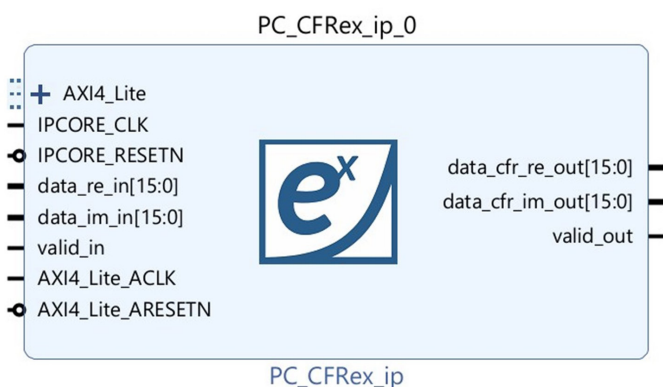 PC_CFRex_ip_0
AXI4_Lite
IPCORE_CLK
IPCORE_RESETN
data_re_in[15:0]
data_im_in[15:0]
valid_in
AXI4_Lite_ACLK
AXI4_Lite_ARESETN
e^x
data_cfr_re_out[15:0]
data_cfr_im_out[15:0]
valid_out
PC_CFRex_ip